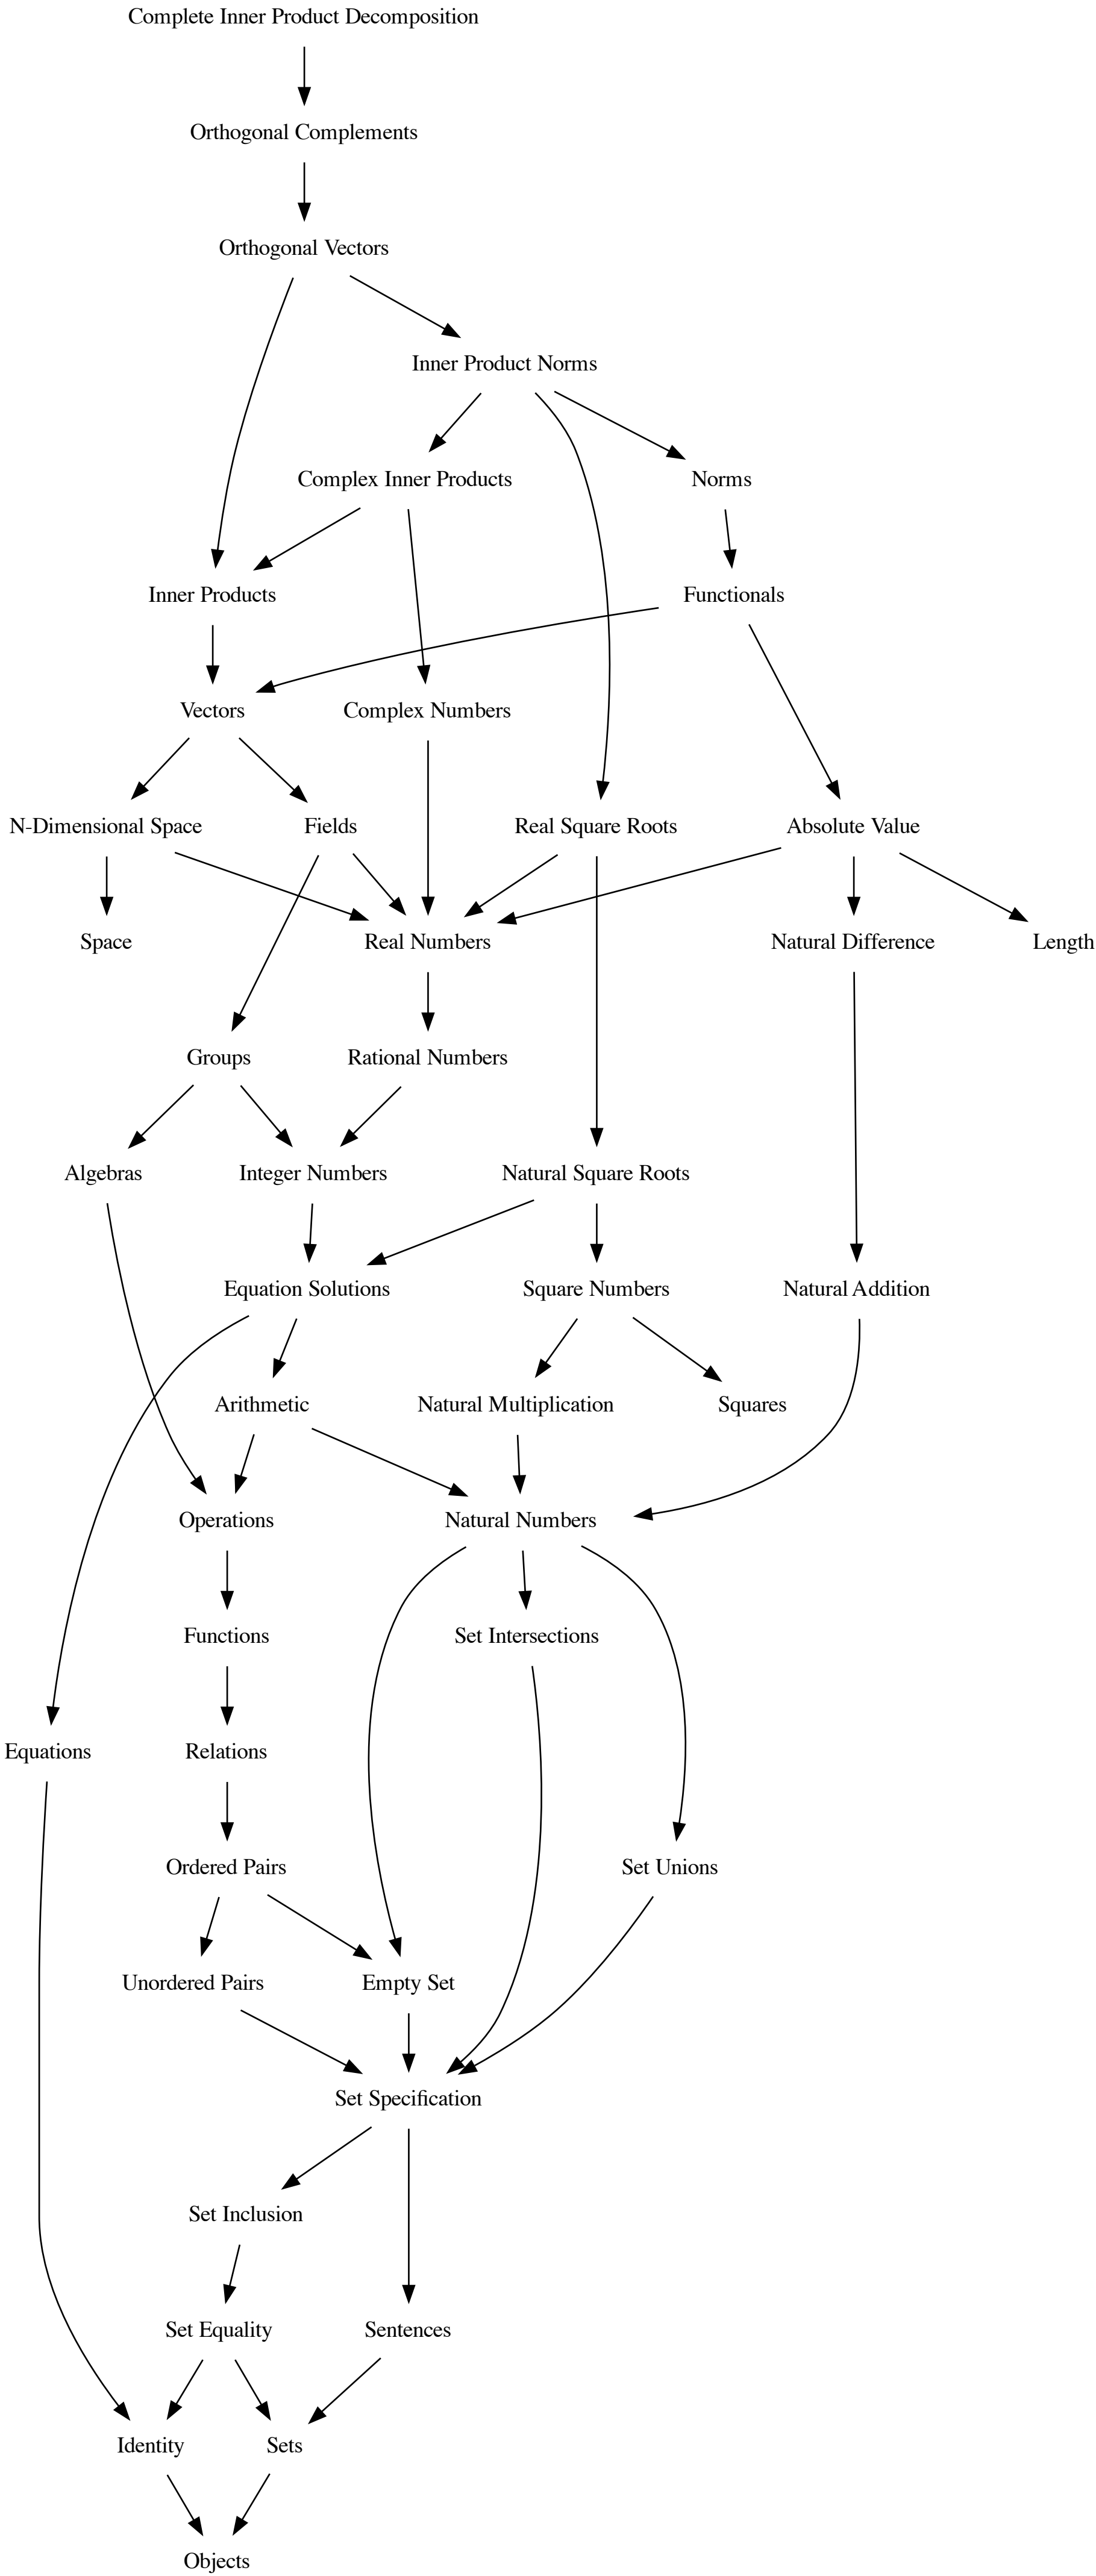 Complete Inner Product Decomposition
Orthogonal Complements
Orthogonal Vectors
Inner Product Norms
Complex Inner Products
Norms
Inner Products
Functionals
Vectors
Complex Numbers
N-Dimensional Space
Fields
Real Square Roots
Absolute Value
Space
Real Numbers
Natural Difference
Length
Groups
Rational Numbers
Algebras
Integer Numbers
Natural Square Roots
Equation Solutions
Square Numbers
Natural Addition
Arithmetic
Natural Multiplication
Squares
Operations
Natural Numbers
Functions
Set Intersections
Equations
Relations
Ordered Pairs
Set Unions
Unordered Pairs
Empty Set
Set Specification
Set Inclusion
Set Equality
Sentences
Identity
Sets
Objects